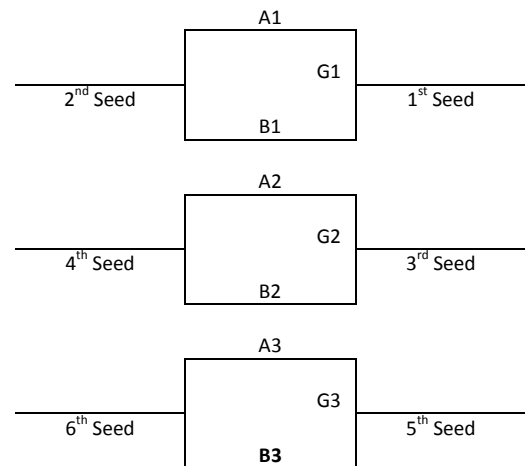 A1
G1
2nd Seed
1st Seed
B1
A2
G2
4th Seed
3rd Seed
B2
A3
G3
6th Seed
5th Seed
B3